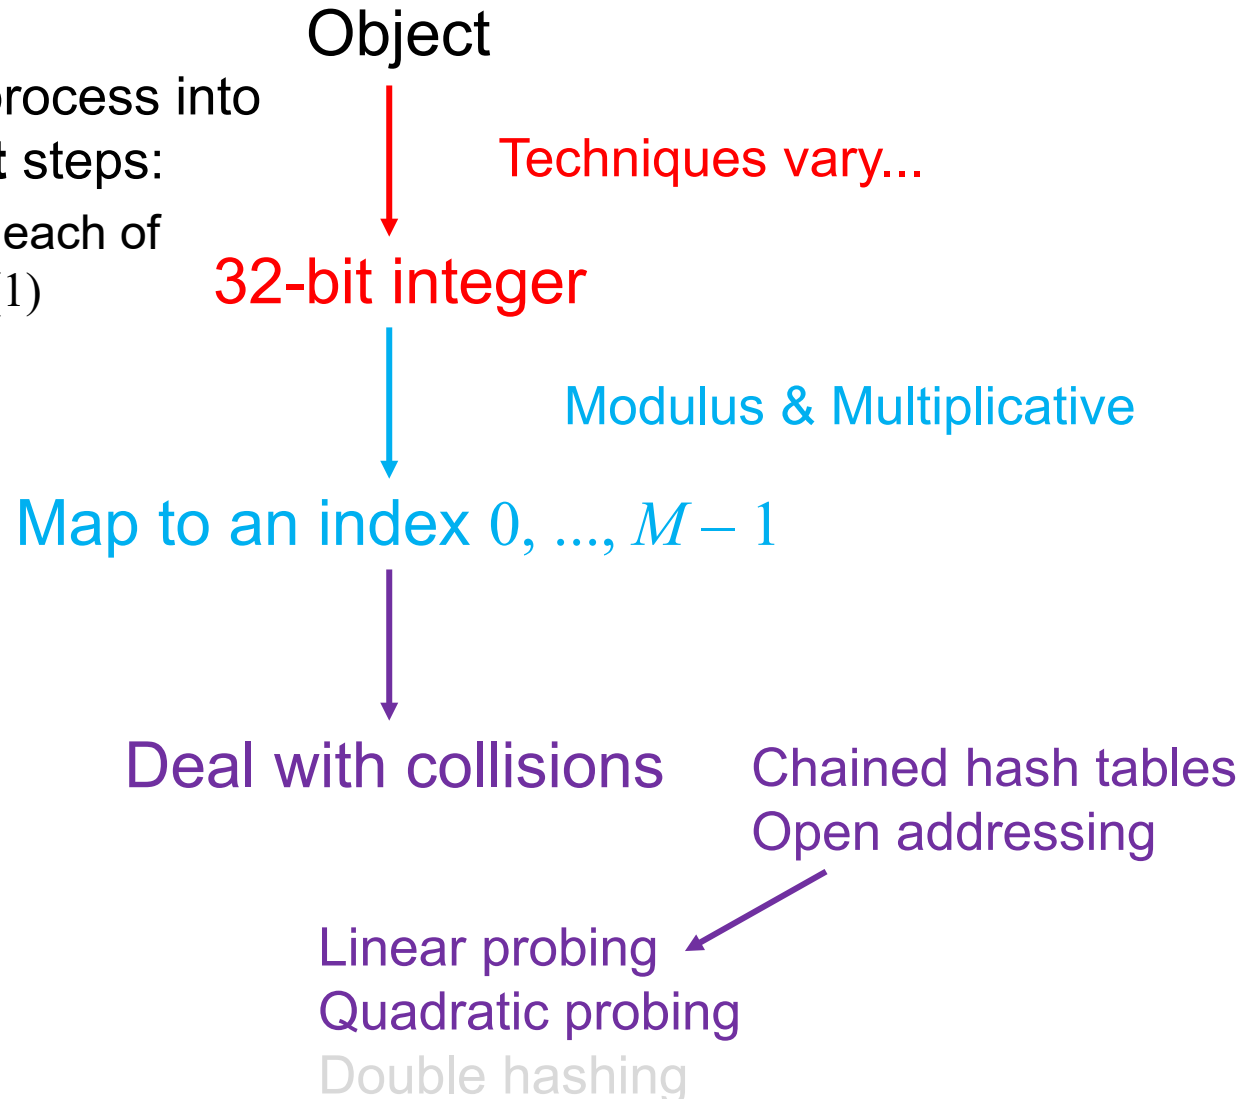 Object
process into
t steps:
Techniques vary...
each of
(1)
32-bit integer
Modulus & Multiplicative
Map to an index 0, ..., M – 1
Deal with collisions
Chained hash tables
Open addressing
Linear probing
Quadratic probing
Double hashing